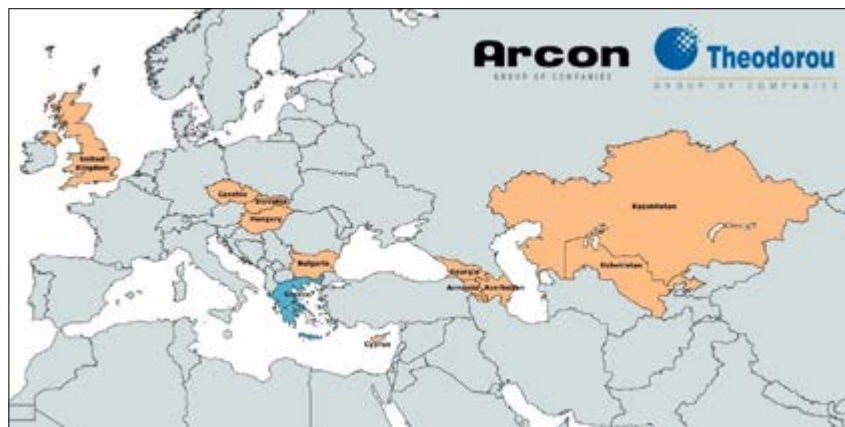 Arcon
GROUP OF COMPANIES
Theodorou
GROUP OF COMPANIES
United
Kingdom
Czechia
Slovakia
Hungary
Kazakhstan
Bulgaria
Georgia
Uzbekistan
Armenia
Azerbaijan
Greece
Cyprus